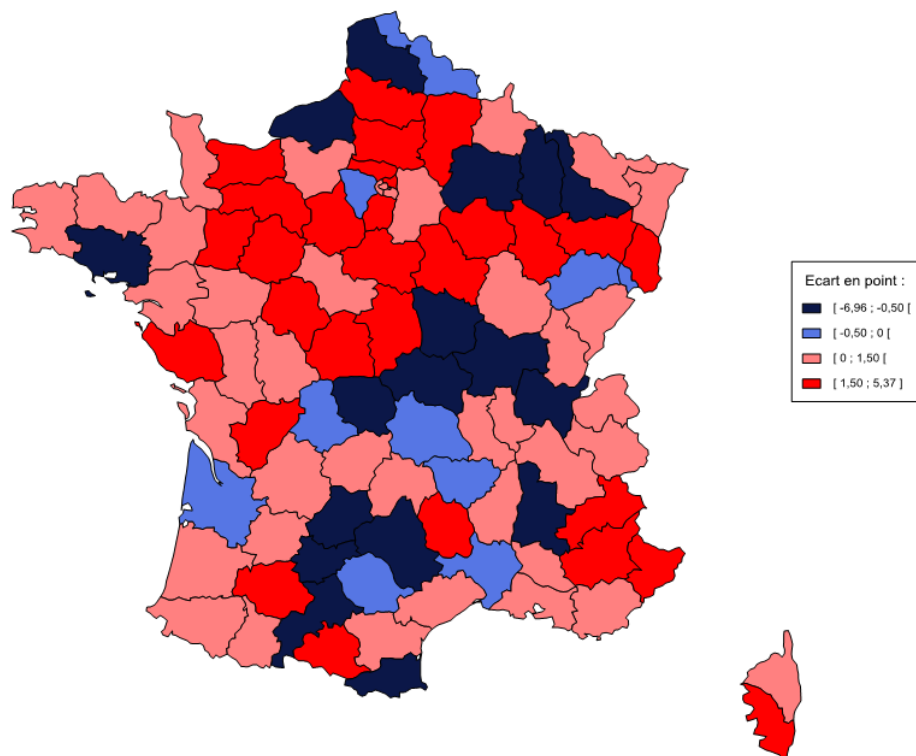 Ecart en point :
[ -6,96 ; -0,50 [
[ -0,50 ; 0 [
[ 0 ; 1,50 [
[ 1,50 ; 5,37 ]